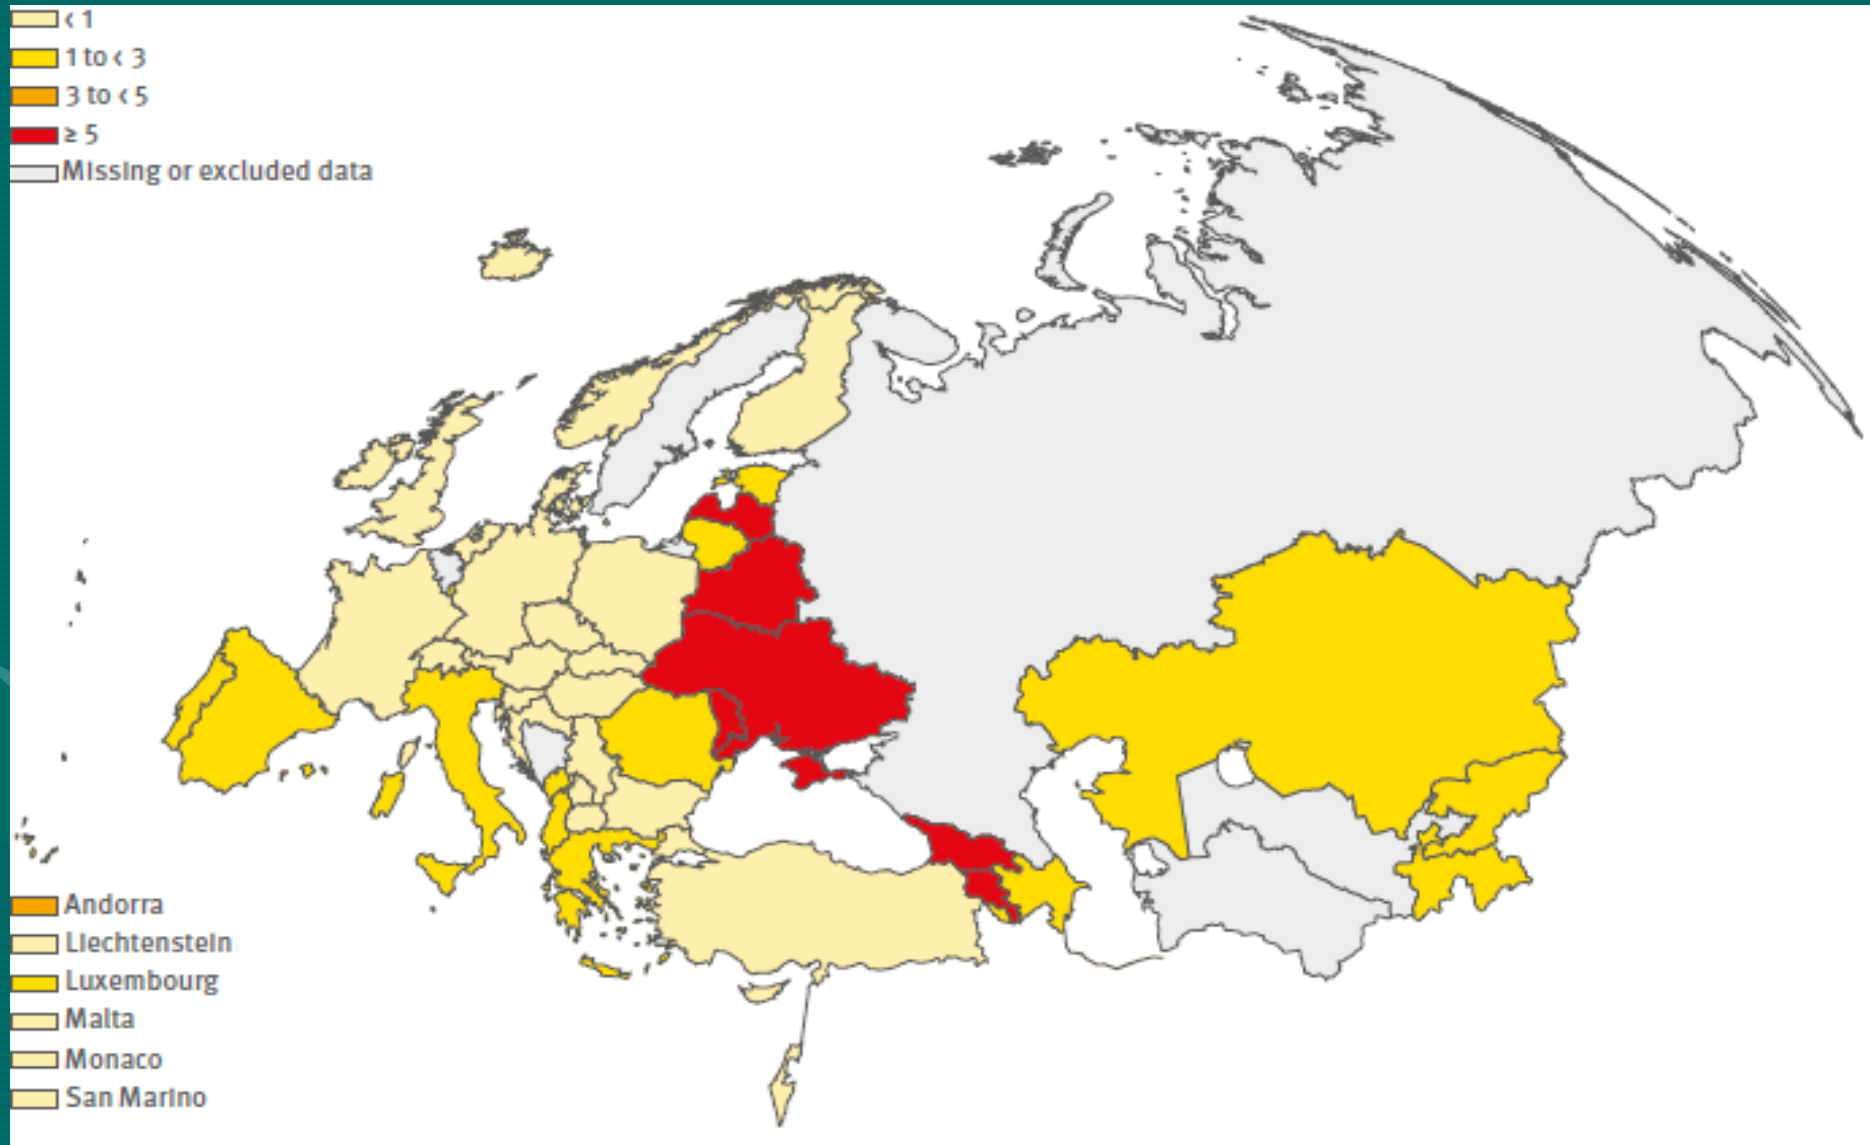 < 1
1 to < 3
3 to < 5
≥ 5
Missing or excluded data
Andorra
Liechtenstein
Luxembourg
Malta
Monaco
San Marino